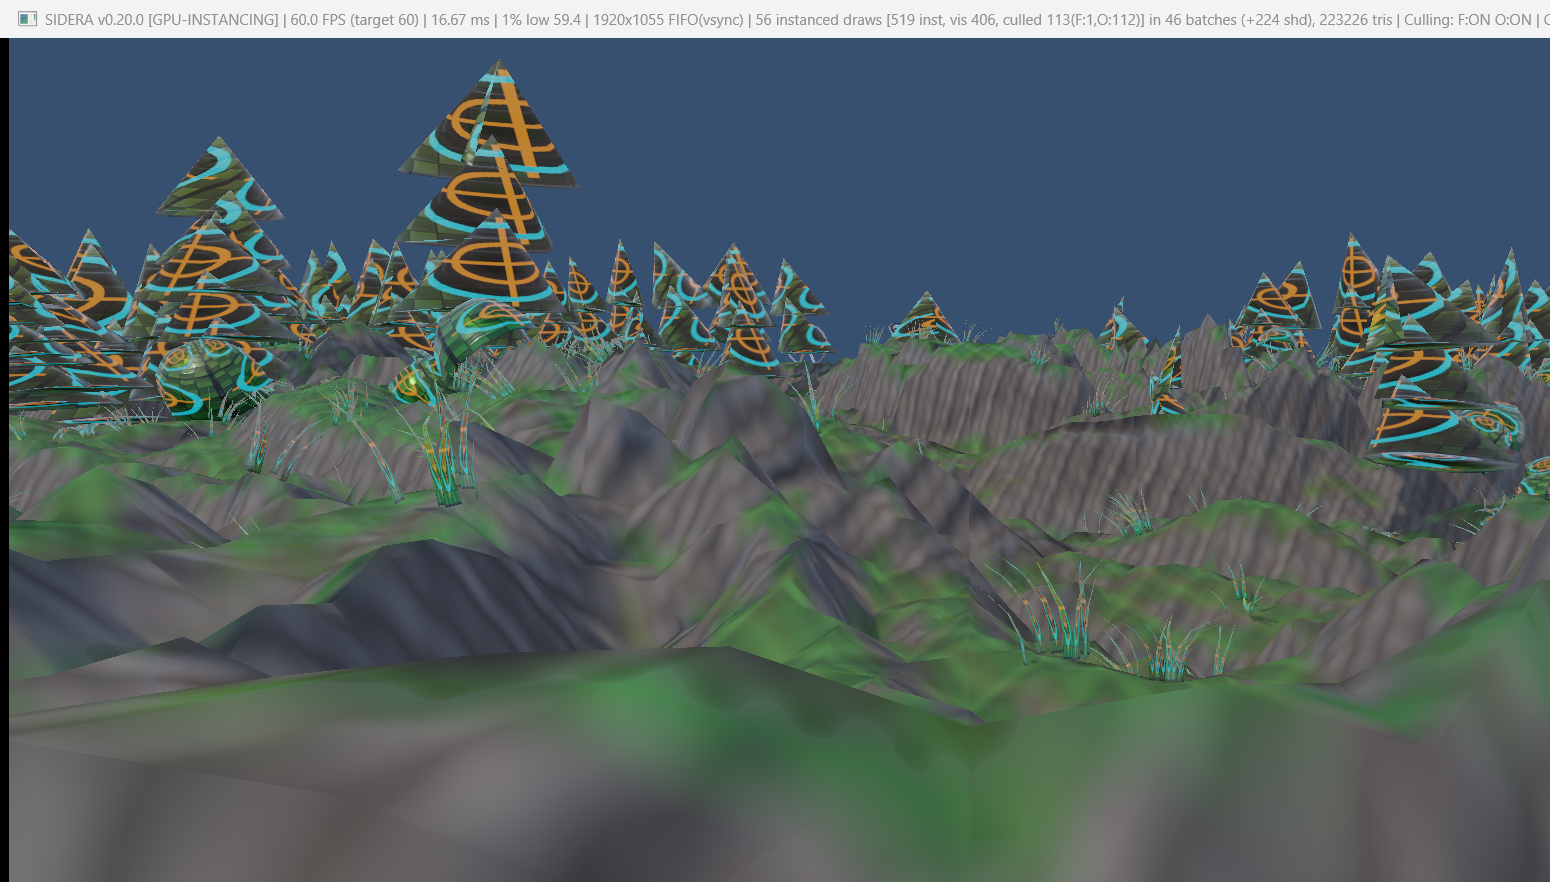 SIDERA v0.20.0 [GPU-INSTANCING] | 60.0 FPS (target 60) | 16.67 ms | 1% low 59.4 | 1920x1055 FIFO(vsync) | 56 instanced draws [519 inst, vis 406, culled 113(F:1,O:112)] in 46 batches (+224 shd), 223226 tris | Culling: F:ON O:ON |